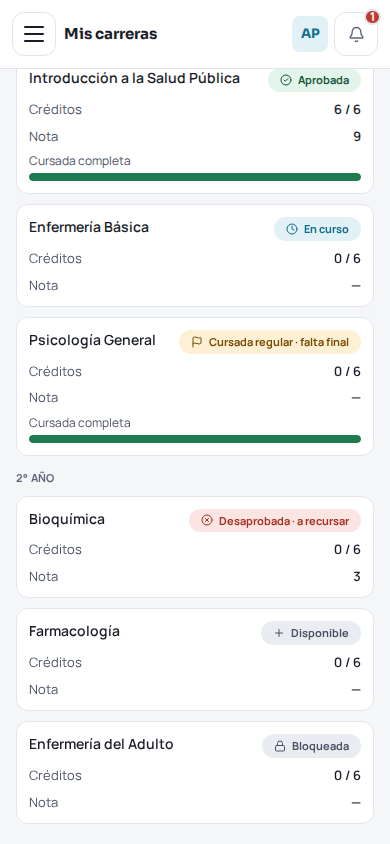 Mis carreras
AP
1
Introducción a la Salud Pública
Aprobada
Créditos
6 / 6
Nota
9
Cursada completa
Enfermería Básica
En curso
Créditos
0 / 6
Nota
—
Psicología General
Cursada regular · falta final
Créditos
0 / 6
Nota
—
Cursada completa
2° AÑO
Bioquímica
Desaprobada · a recursar
Créditos
0 / 6
Nota
3
Farmacología
Disponible
Créditos
0 / 6
Nota
—
Enfermería del Adulto
Bloqueada
Créditos
0 / 6
Nota
—